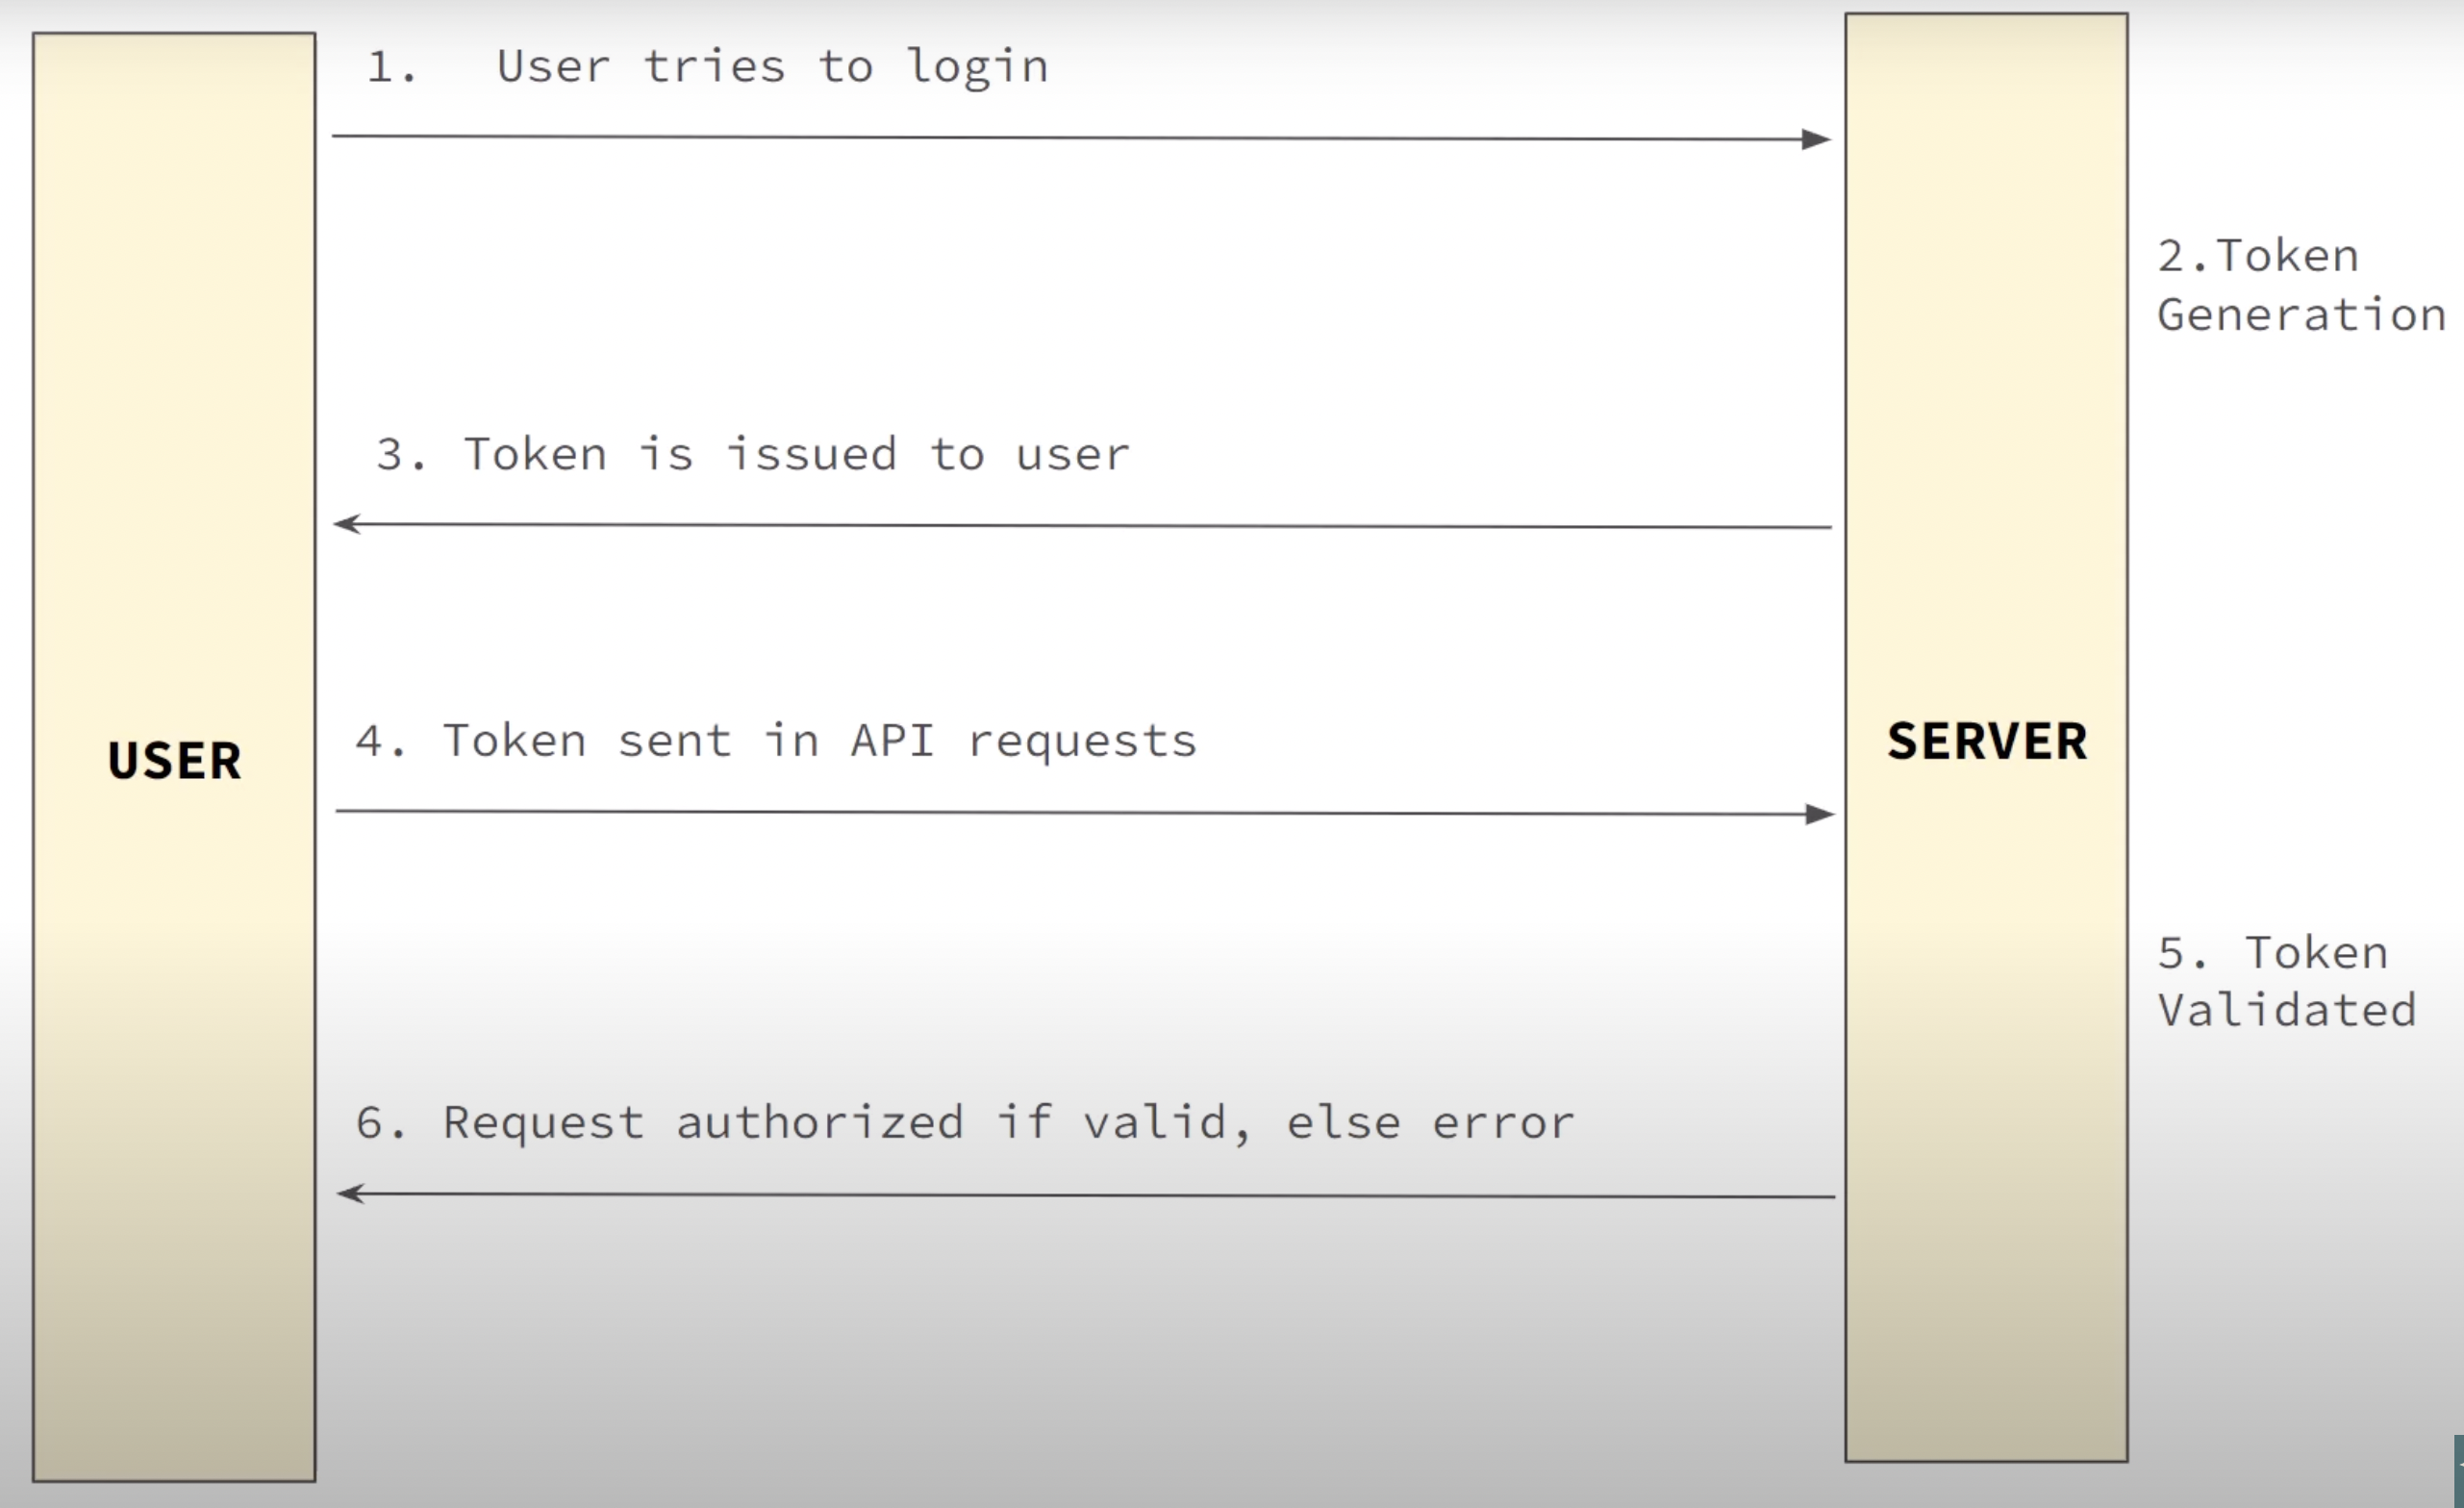 1. User tries to login
2.Token
Generation
3. Token is issued to user
4. Token sent in API requests
USER
SERVER
5. Token
Validated
6. Request authorized if valid, else error